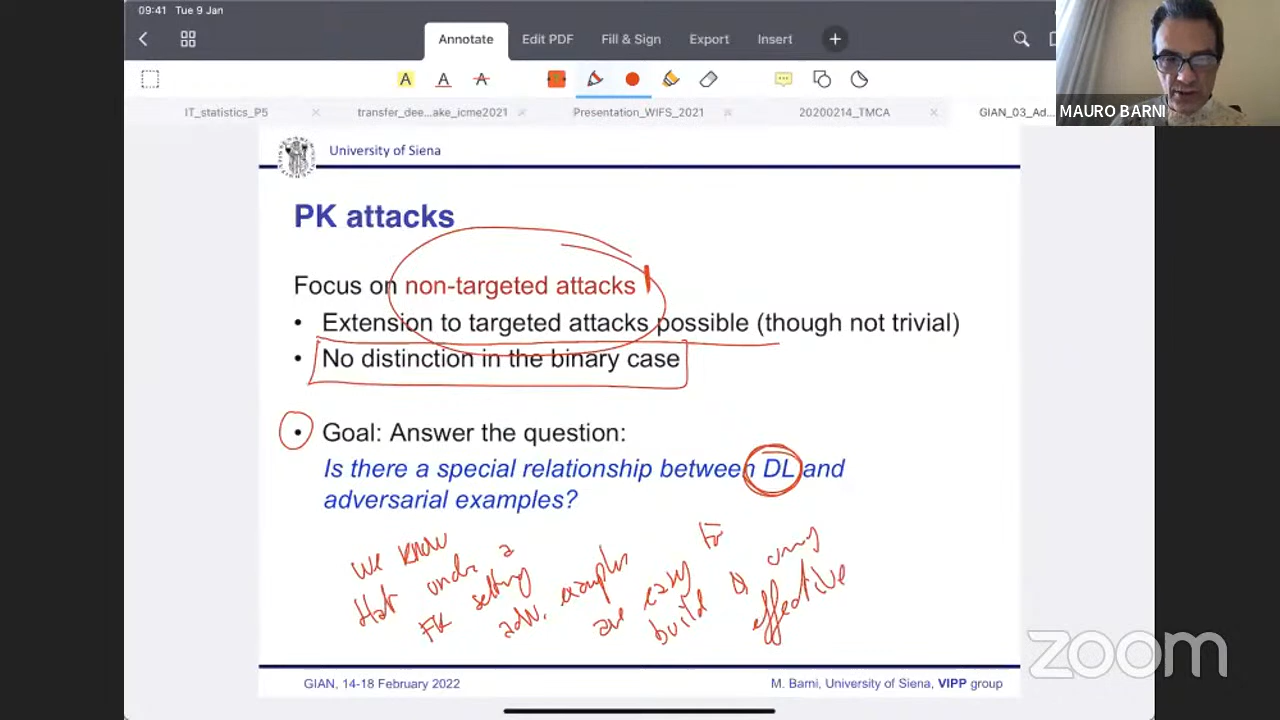 09:41 Tue 9 Jan
Annotate Edit PDF Fill & Sign Export Insert
IT_statistics_P5 transfer_dee...ake_icme2021 Presentation_WIFS_2021 20200214_TMCA GIAN_03_Ad...
MAURO BARNI
University of Siena
PK attacks
Focus on non-targeted attacks
• Extension to targeted attacks possible (though not trivial)
• No distinction in the binary case
• Goal: Answer the question:
Is there a special relationship between DL and
adversarial examples?
We know
that under a
FK setting
adv. examples
are easy to
build &
effective
GIAN, 14-18 February 2022 M. Barni, University of Siena, VIPP group
zoom